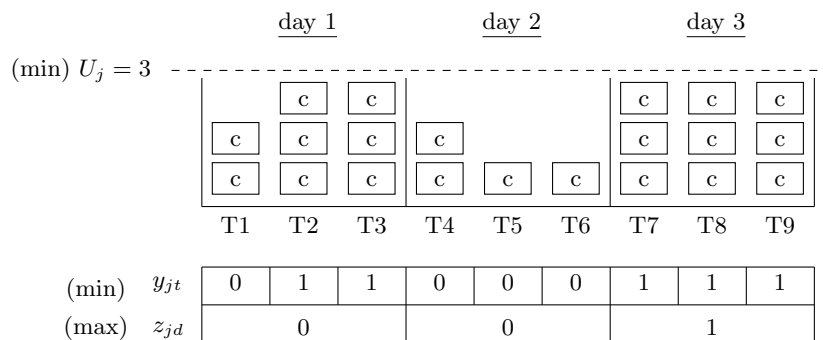 day 1 day 2 day 3
(min) U_j = 3
c c c c c
c c c c c c c
c c c c c c c c c
T1 T2 T3 T4 T5 T6 T7 T8 T9
(min) y_jt 0 1 1 0 0 0 1 1 1
(max) z_jd 0 0 1